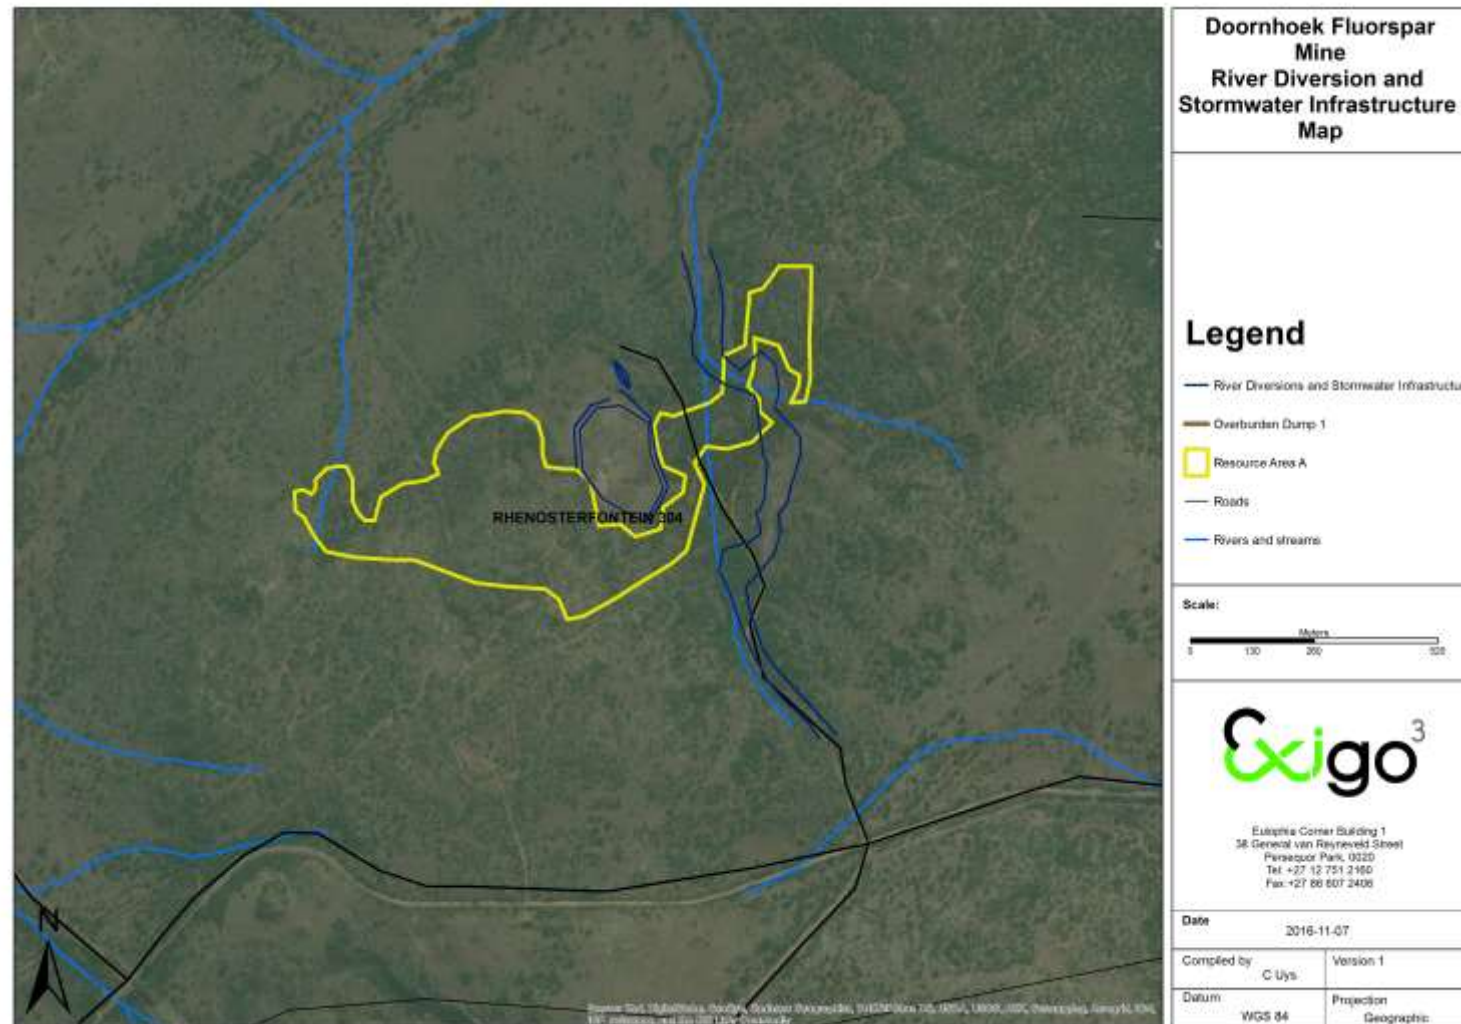 Doornhoek Fluorspar
Mine
River Diversion and
Stormwater Infrastructure
Map
Legend
River Diversions and Stormwater Infrastructu
Overburden Dump 1
Resource Area A
Roads
Rivers and streams
RHENOSTERFONTEIN 304
Scale:
Meters
0 130 260 520
Exigo3
Eulophia Corner Building 1
38 General van Reyneveld Street
Persequor Park, 0020
Tel: +27 12 751 2160
Fax: +27 86 607 2406
Date
2016-11-07
Compiled by
C Uys
Version 1
Datum
WGS 84
Projection
Geographic
N